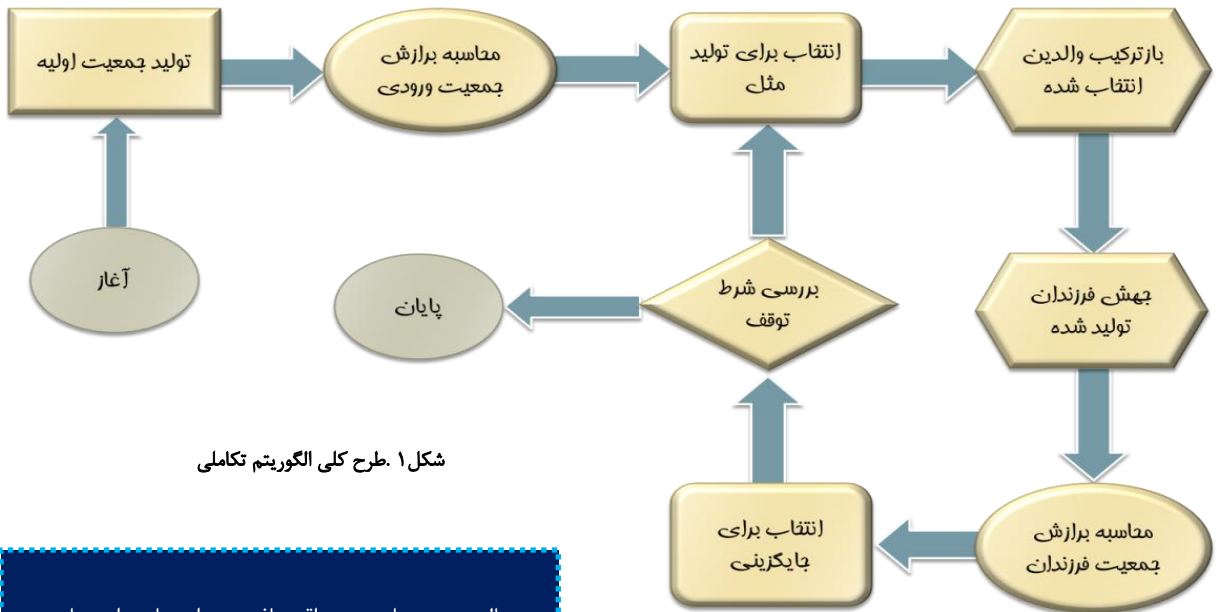 تولید جمعیت اولیه
محاسبه برازش
جمعیت ورودی
انتخاب برای تولید
مثل
بازترکیب والدین
انتخاب شده
آغاز
پایان
بررسی شرط
توقف
جهش فرزندان
تولید شده
شکل۱ .طرح کلی الگوریتم تکاملی
انتخاب برای
جایگزینی
محاسبه برازش
جمعیت فرزندان